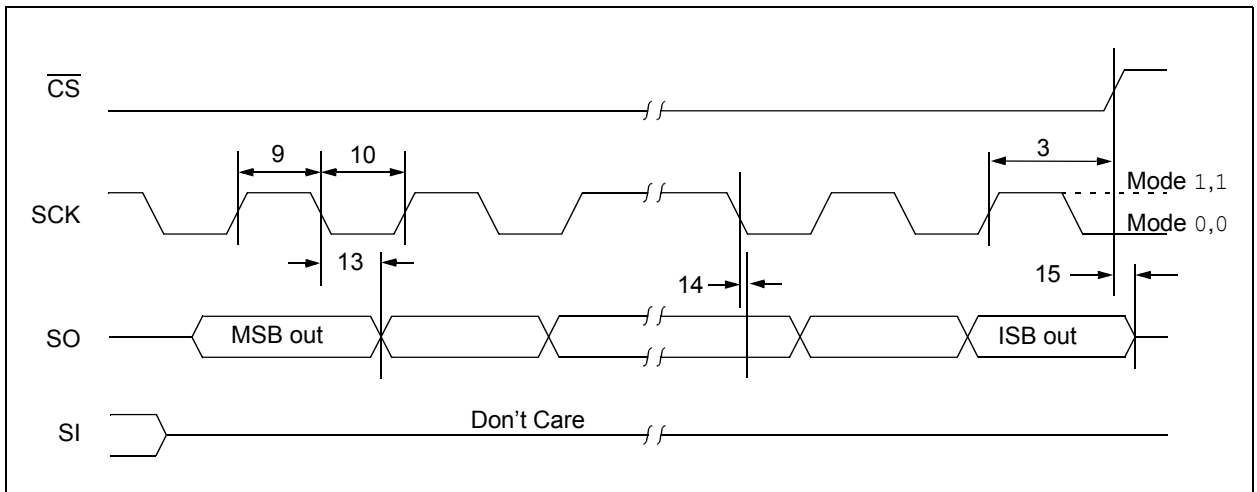 CS
9
10
3
SCK
Mode 1,1
Mode 0,0
13
14
15
SO
MSB out
ISB out
SI
Don't Care